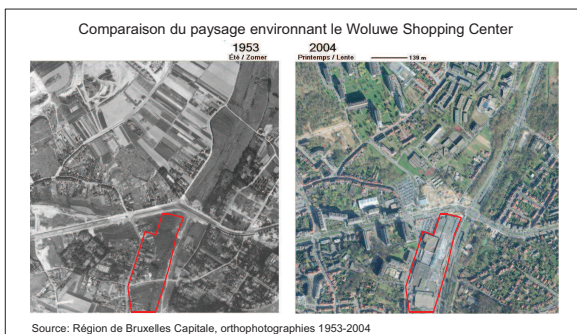 Comparaison du paysage environnant le Woluwe Shopping Center
1953
Été / Zomer
2004
Printemps / Lente
139 m
Source: Région de Bruxelles Capitale, orthophotographies 1953-2004